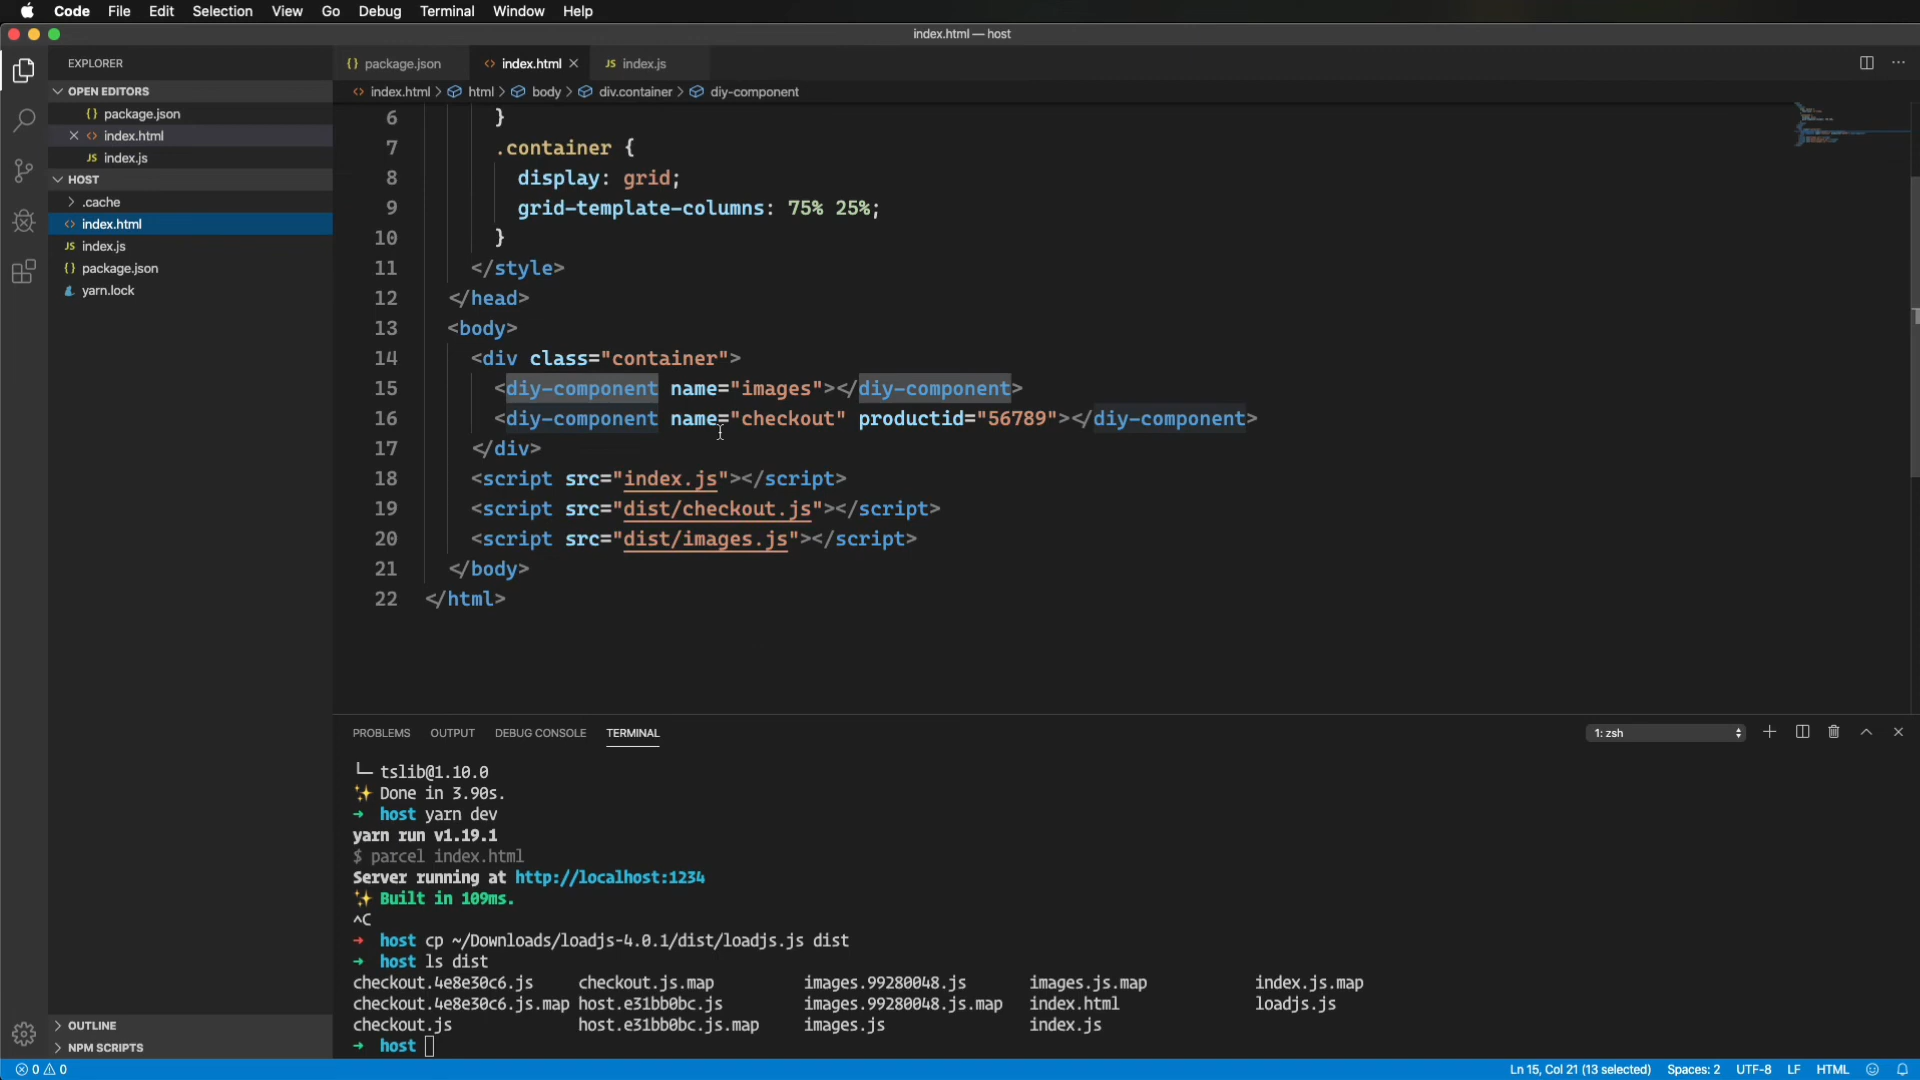 Code File Edit Selection View Go Debug Terminal Window Help
index.html — host
EXPLORER
OPEN EDITORS
{} package.json
<> index.html
JS index.js
HOST
.cache
<> index.html
JS index.js
{} package.json
yarn.lock
OUTLINE
NPM SCRIPTS
{} package.json <> index.html JS index.js
<> index.html > html > body > div.container > diy-component
6 }
7 .container {
8 display: grid;
9 grid-template-columns: 75% 25%;
10 }
11 </style>
12 </head>
13 <body>
14 <div class="container">
15 <diy-component name="images"></diy-component>
16 <diy-component name="checkout" productid="56789"></diy-component>
17 </div>
18 <script src="index.js"></script>
19 <script src="dist/checkout.js"></script>
20 <script src="dist/images.js"></script>
21 </body>
22 </html>
PROBLEMS OUTPUT DEBUG CONSOLE TERMINAL
1: zsh
└─ tslib@1.10.0
✨ Done in 3.90s.
➜ host yarn dev
yarn run v1.19.1
$ parcel index.html
Server running at http://localhost:1234
✨ Built in 109ms.
^C
➜ host cp ~/Downloads/loadjs-4.0.1/dist/loadjs.js dist
➜ host ls dist
checkout.4e8e30c6.js checkout.js.map images.99280048.js images.js.map index.js.map
checkout.4e8e30c6.js.map host.e31bb0bc.js images.99280048.js.map index.html loadjs.js
checkout.js host.e31bb0bc.js.map images.js index.js
➜ host
0 0
Ln 15, Col 21 (13 selected) Spaces: 2 UTF-8 LF HTML